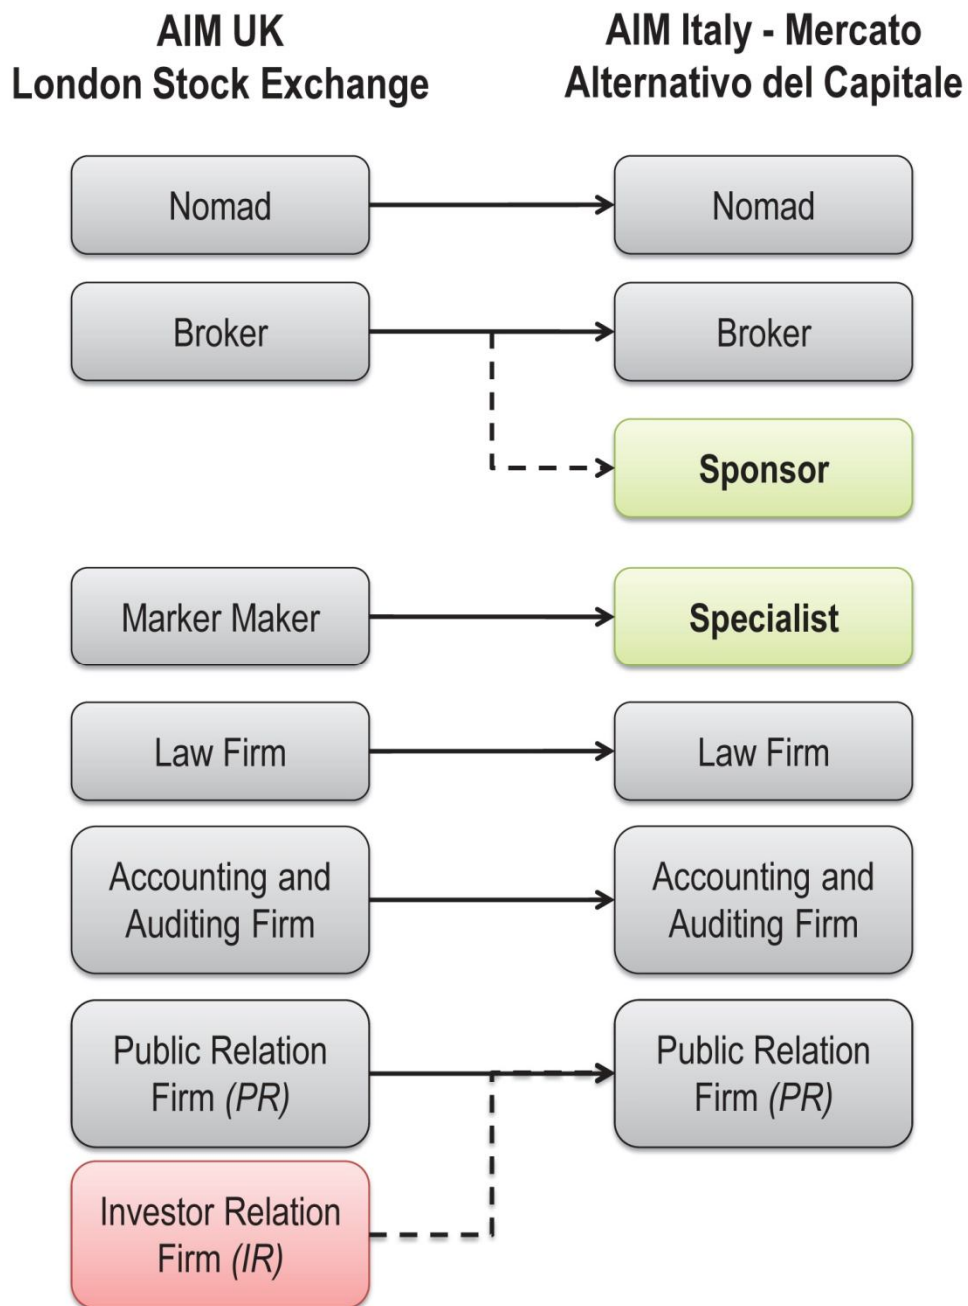 AIM UK
London Stock Exchange
AIM Italy - Mercato
Alternativo del Capitale
Nomad
Nomad
Broker
Broker
Sponsor
Marker Maker
Specialist
Law Firm
Law Firm
Accounting and
Auditing Firm
Accounting and
Auditing Firm
Public Relation
Firm (PR)
Public Relation
Firm (PR)
Investor Relation
Firm (IR)